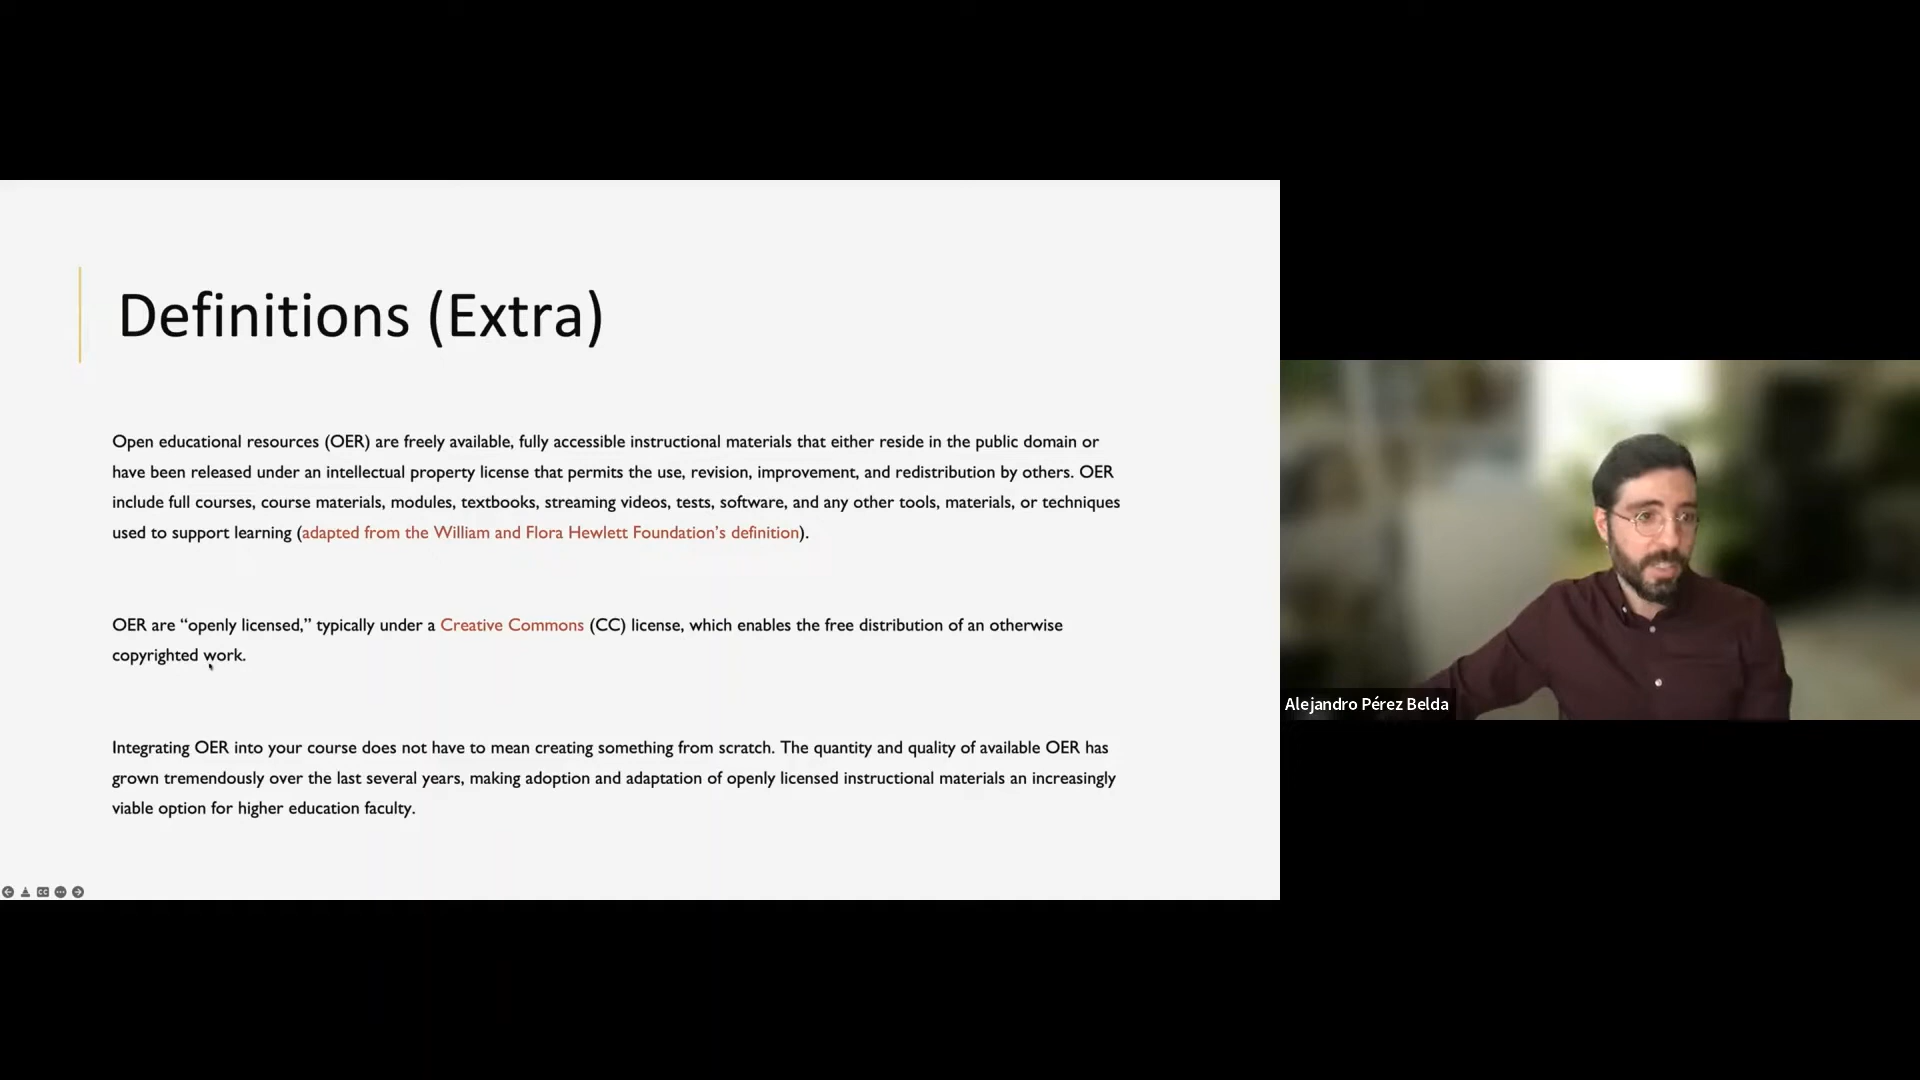 Definitions (Extra)
Open educational resources (OER) are freely available, fully accessible instructional materials that either reside in the public domain or
have been released under an intellectual property license that permits the use, revision, improvement, and redistribution by others. OER
include full courses, course materials, modules, textbooks, streaming videos, tests, software, and any other tools, materials, or techniques
used to support learning (adapted from the William and Flora Hewlett Foundation’s definition).
OER are “openly licensed,” typically under a Creative Commons (CC) license, which enables the free distribution of an otherwise
copyrighted work.
Integrating OER into your course does not have to mean creating something from scratch. The quantity and quality of available OER has
grown tremendously over the last several years, making adoption and adaptation of openly licensed instructional materials an increasingly
viable option for higher education faculty.
CC
Alejandro Pérez Belda